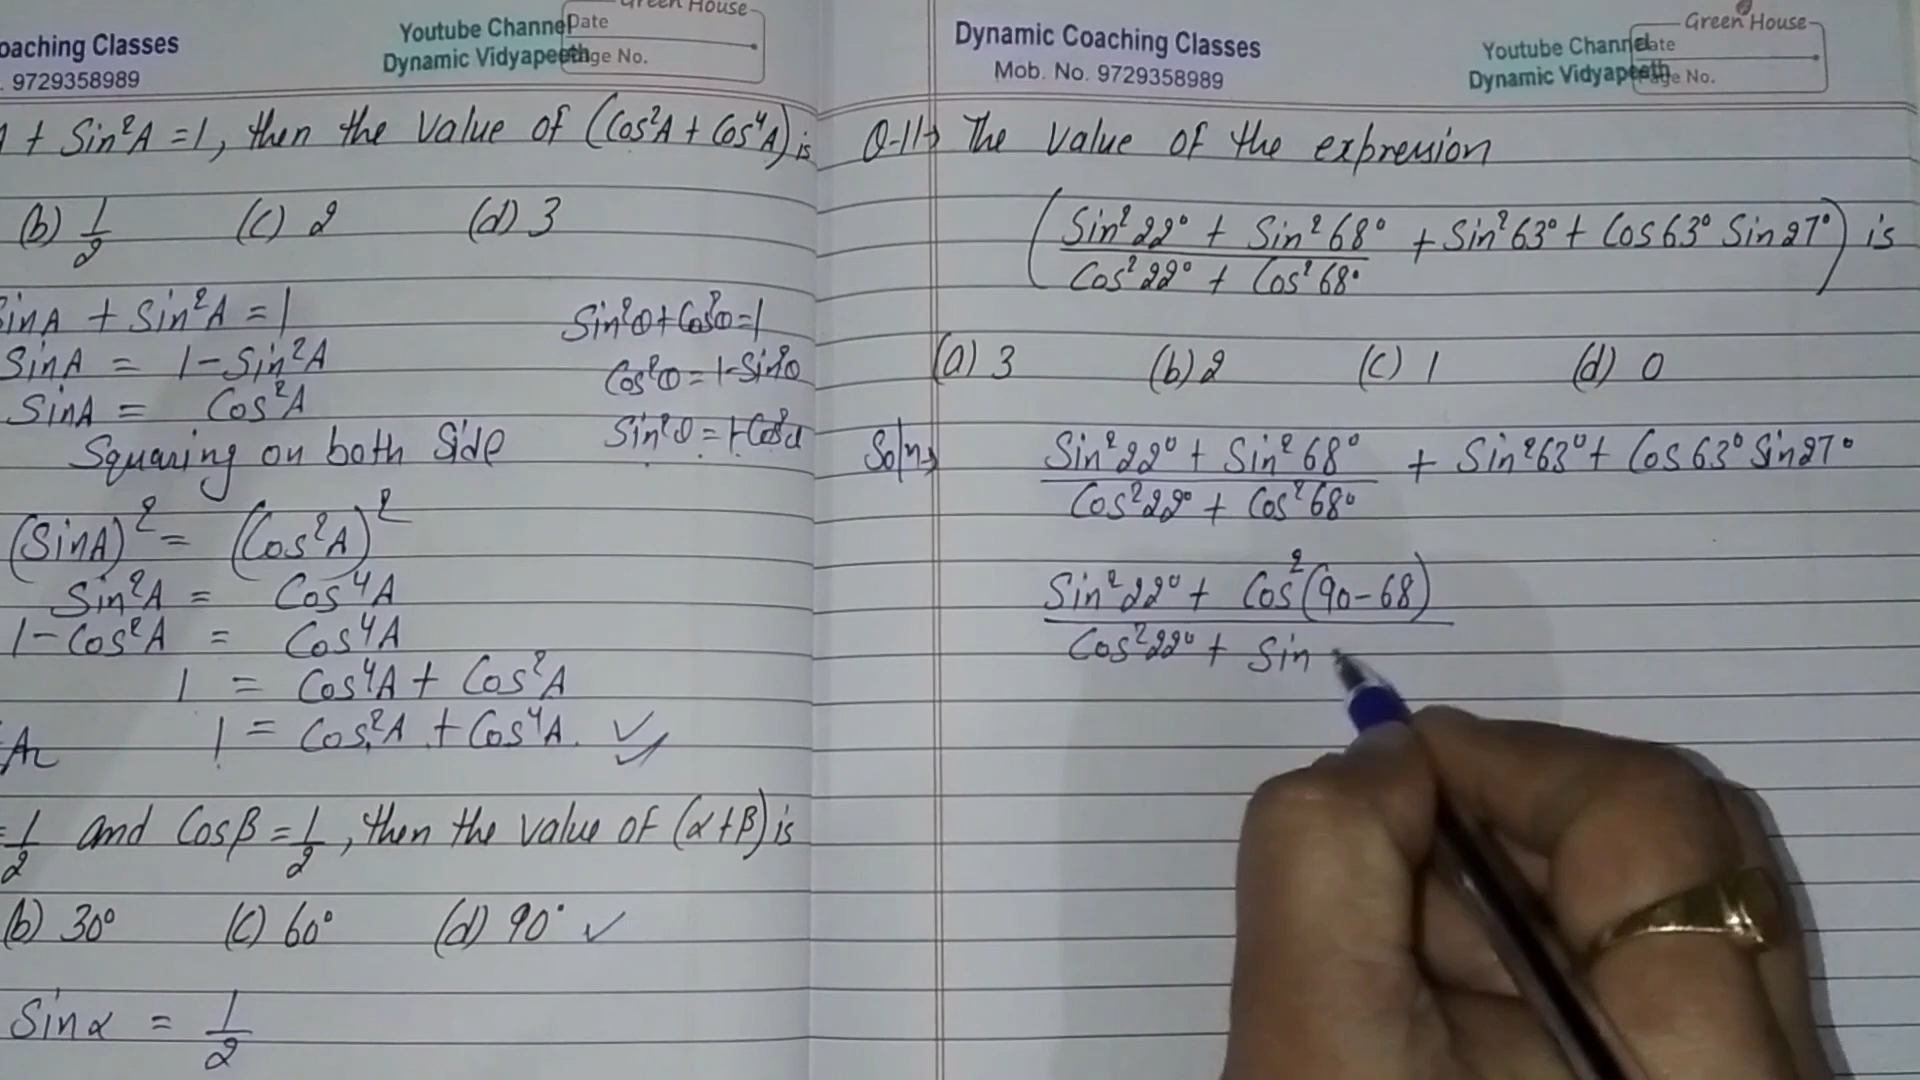 oaching Classes
. 9729358989
Youtube Channel
Dynamic Vidyapeeth
Green House
Date
Page No.
+ Sin²A = 1, then the value of (Cos²A + Cos⁴A) is
(b) 1/2 (c) 2 (d) 3
SinA + Sin²A = 1
SinA = 1 - Sin²A
SinA = Cos²A
Squaring on both Side
(SinA)² = (Cos²A)²
Sin²A = Cos⁴A
1 - Cos²A = Cos⁴A
1 = Cos⁴A + Cos²A
1 = Cos²A + Cos⁴A. ✓
Sin²θ + Cos²θ = 1
Cos²θ = 1 - Sin²θ
Sin²θ = 1 - Cos²θ
= 1/2 and Cosβ = 1/2, then the value of (α + β) is
(b) 30° (c) 60° (d) 90° ✓
Sinα = 1/2
Dynamic Coaching Classes
Mob. No. 9729358989
Youtube Channel
Dynamic Vidyapeeth
Green House
Date
Page No.
Q-11→ The value of the expression
(Sin²22° + Sin²68° / Cos²22° + Cos²68° + Sin²63° + Cos63° Sin27°) is
(a) 3 (b) 2 (c) 1 (d) 0
Soln→ Sin²22° + Sin²68° / Cos²22° + Cos²68° + Sin²63° + Cos63° Sin27°
Sin²22° + Cos²(90-68)
Cos²22° + Sin